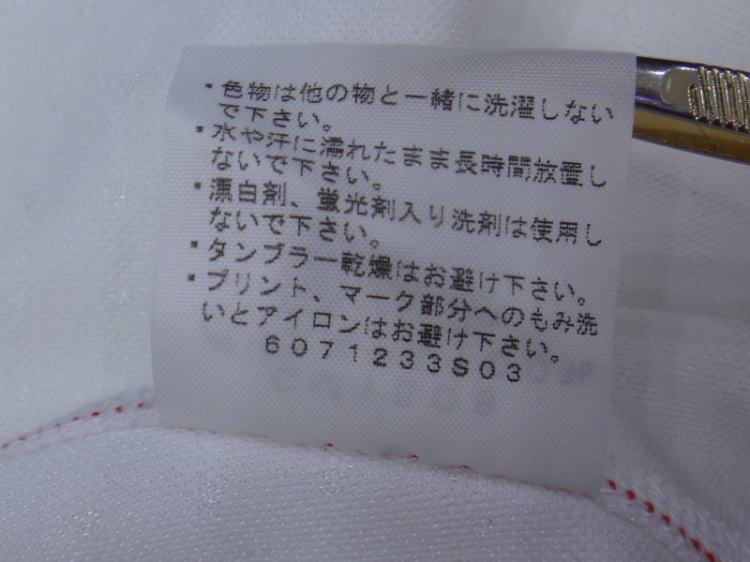 ・色物は他の物と一緒に洗濯しない
で下さい。
・水や汗に濡れたまま長時間放置し
ないで下さい。
・漂白剤、蛍光剤入り洗剤は使用し
ないで下さい。
・タンブラー乾燥はお避け下さい。
・プリント、マーク部分へのもみ洗
いとアイロンはお避け下さい。
6071233S03